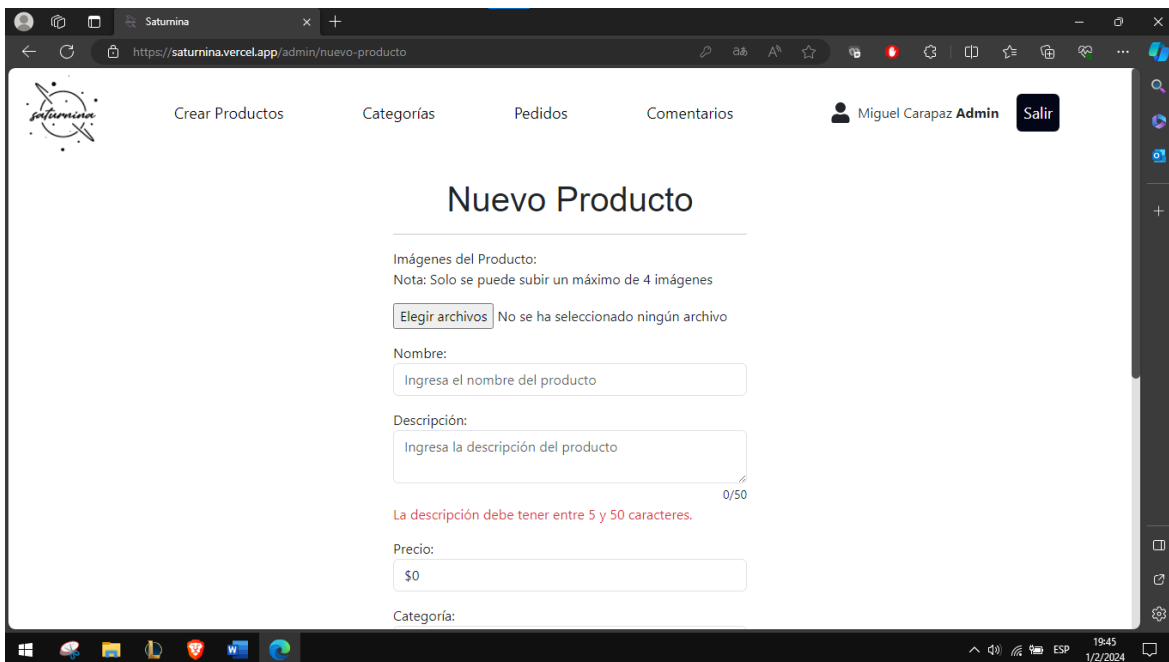 Saturnina
https://saturnina.vercel.app/admin/nuevo-producto
saturnina
Crear Productos Categorías Pedidos Comentarios Miguel Carapaz Admin Salir
Nuevo Producto
Imágenes del Producto:
Nota: Solo se puede subir un máximo de 4 imágenes
Elegir archivos No se ha seleccionado ningún archivo
Nombre:
Ingresa el nombre del producto
Descripción:
Ingresa la descripción del producto
0/50
La descripción debe tener entre 5 y 50 caracteres.
Precio:
$0
Categoría:
ESP
19:45
1/2/2024